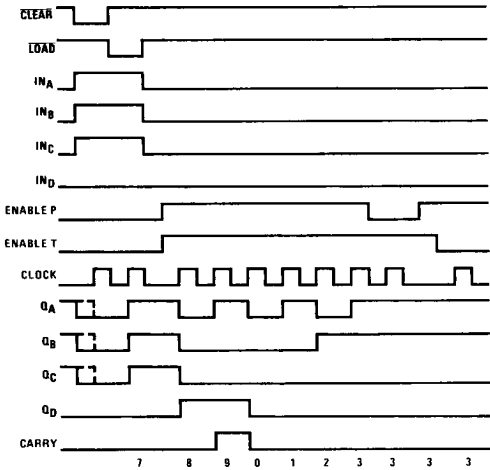 CLEAR
LOAD
INA
INB
INC
IND
ENABLE P
ENABLE T
CLOCK
QA
QB
QC
QD
CARRY
7 8 9 0 1 2 3 3 3 3